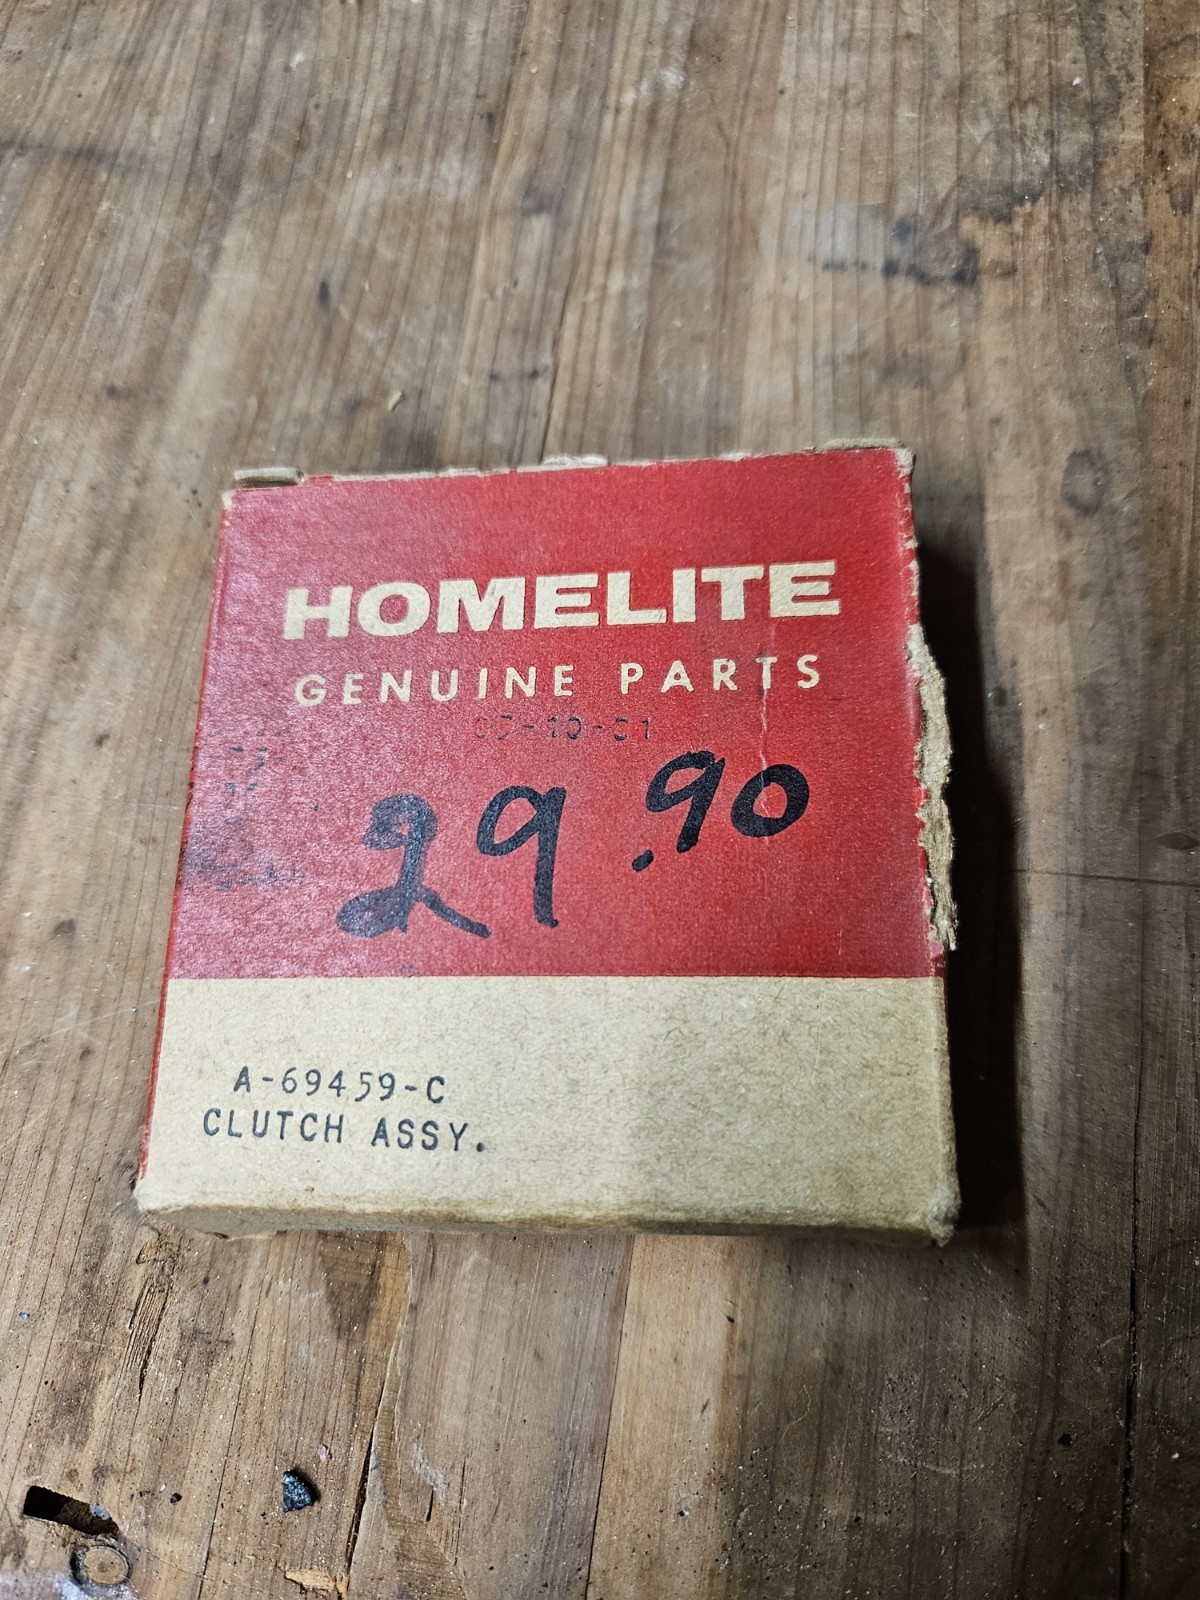 HOMELITE
GENUINE PARTS
29.90
A-69459-C
CLUTCH ASSY.